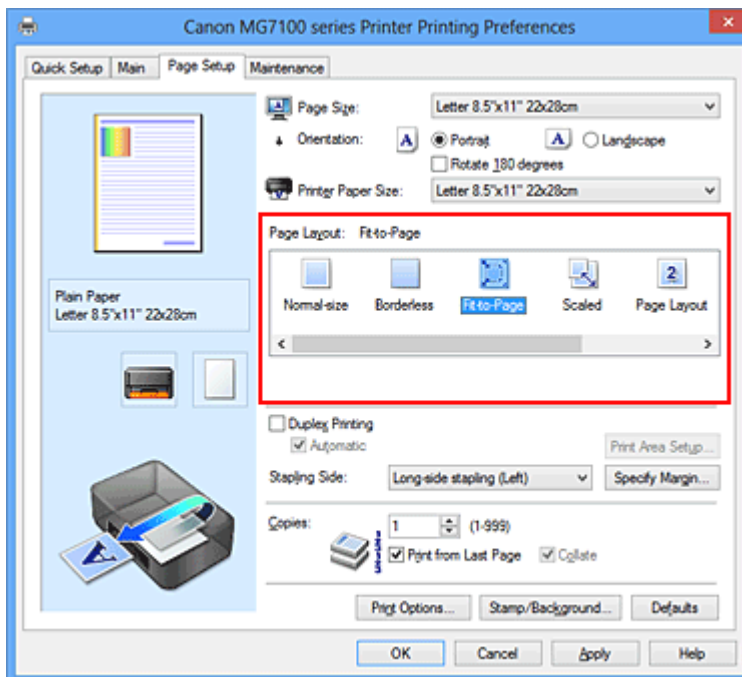 Canon MG7100 series Printer Printing Preferences
Quick Setup Main Page Setup Maintenance
Page Size: Letter 8.5"x11" 22x28cm
Orientation: A Portrait A Landscape
Rotate 180 degrees
Printer Paper Size: Letter 8.5"x11" 22x28cm
Page Layout: Fit-to-Page
2
Normal-size Borderless Fit-to-Page Scaled Page Layout
Plain Paper
Letter 8.5"x11" 22x28cm
Duplex Printing
Automatic
Print Area Setup...
Stapling Side: Long-side stapling (Left) Specify Margin...
Copies: 1 (1-999)
Print from Last Page Collate
A
Print Options... Stamp/Background... Defaults
OK Cancel Apply Help